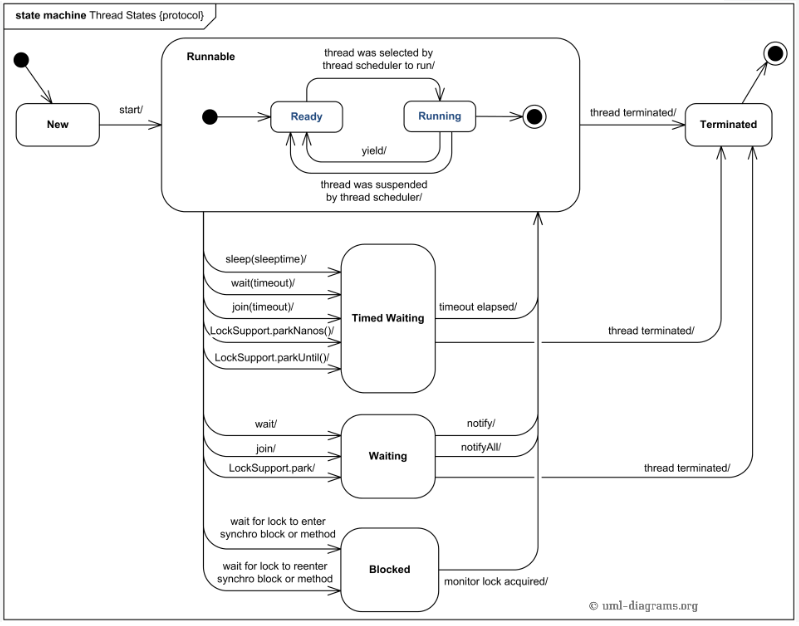 state machine Thread States {protocol}
Runnable
thread was selected by
thread scheduler to run/
New
start/
Ready
Running
yield/
thread was suspended
by thread scheduler/
thread terminated/
Terminated
sleep(sleeptime)/
wait(timeout)/
join(timeout)/
LockSupport.parkNanos()/
LockSupport.parkUntil()/
Timed Waiting
timeout elapsed/
thread terminated/
wait/
join/
LockSupport.park/
Waiting
notify/
notifyAll/
thread terminated/
wait for lock to enter
synchro block or method
wait for lock to reenter
synchro block or method
Blocked
monitor lock acquired/
© uml-diagrams.org